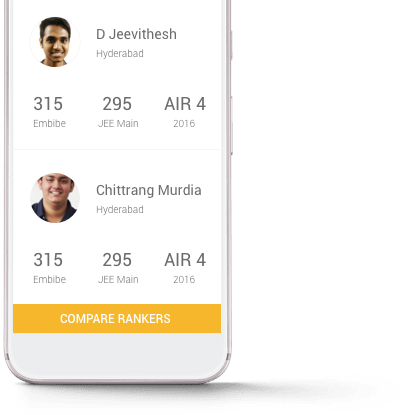 D Jeevithesh
Hyderabad
315 295 AIR 4
Embibe JEE Main 2016
Chittrang Murdia
Hyderabad
315 295 AIR 4
Embibe JEE Main 2016
COMPARE RANKERS